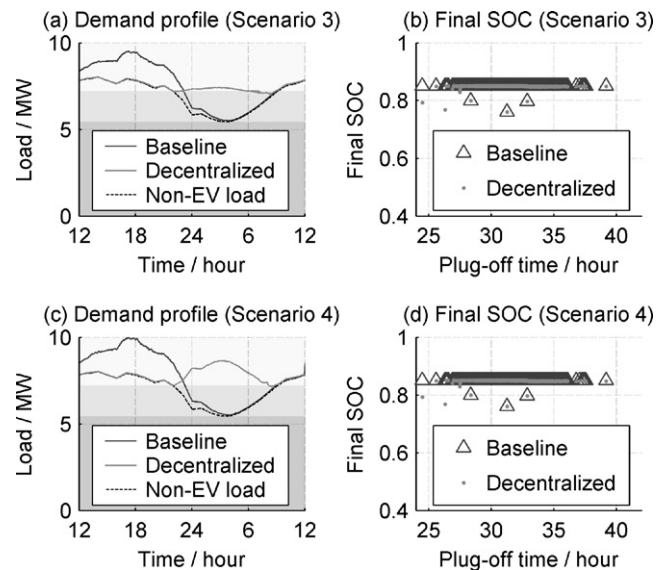 (a) Demand profile (Scenario 3)
Load / MW
10
5
0
Baseline
Decentralized
Non-EV load
12 18 24 6 12
Time / hour
(b) Final SOC (Scenario 3)
Final SOC
1
0.8
0.6
0.4
Baseline
Decentralized
25 30 35 40
Plug-off time / hour
(c) Demand profile (Scenario 4)
Load / MW
10
5
0
Baseline
Decentralized
Non-EV load
12 18 24 6 12
Time / hour
(d) Final SOC (Scenario 4)
Final SOC
1
0.8
0.6
0.4
Baseline
Decentralized
25 30 35 40
Plug-off time / hour